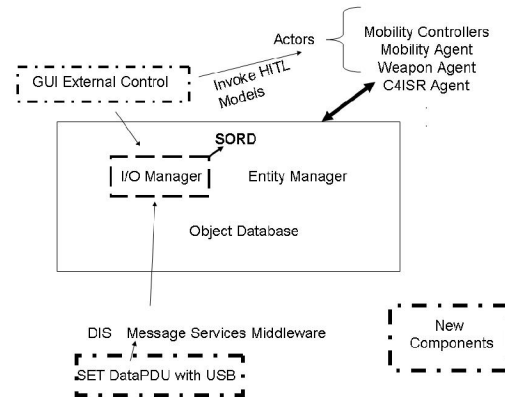 Actors
Mobility Controllers
Mobility Agent
Weapon Agent
C4ISR Agent
GUI External Control
Invoke HITL
Models
SORD
I/O Manager
Entity Manager
Object Database
DIS Message Services Middleware
SET DataPDU with USB
New
Components